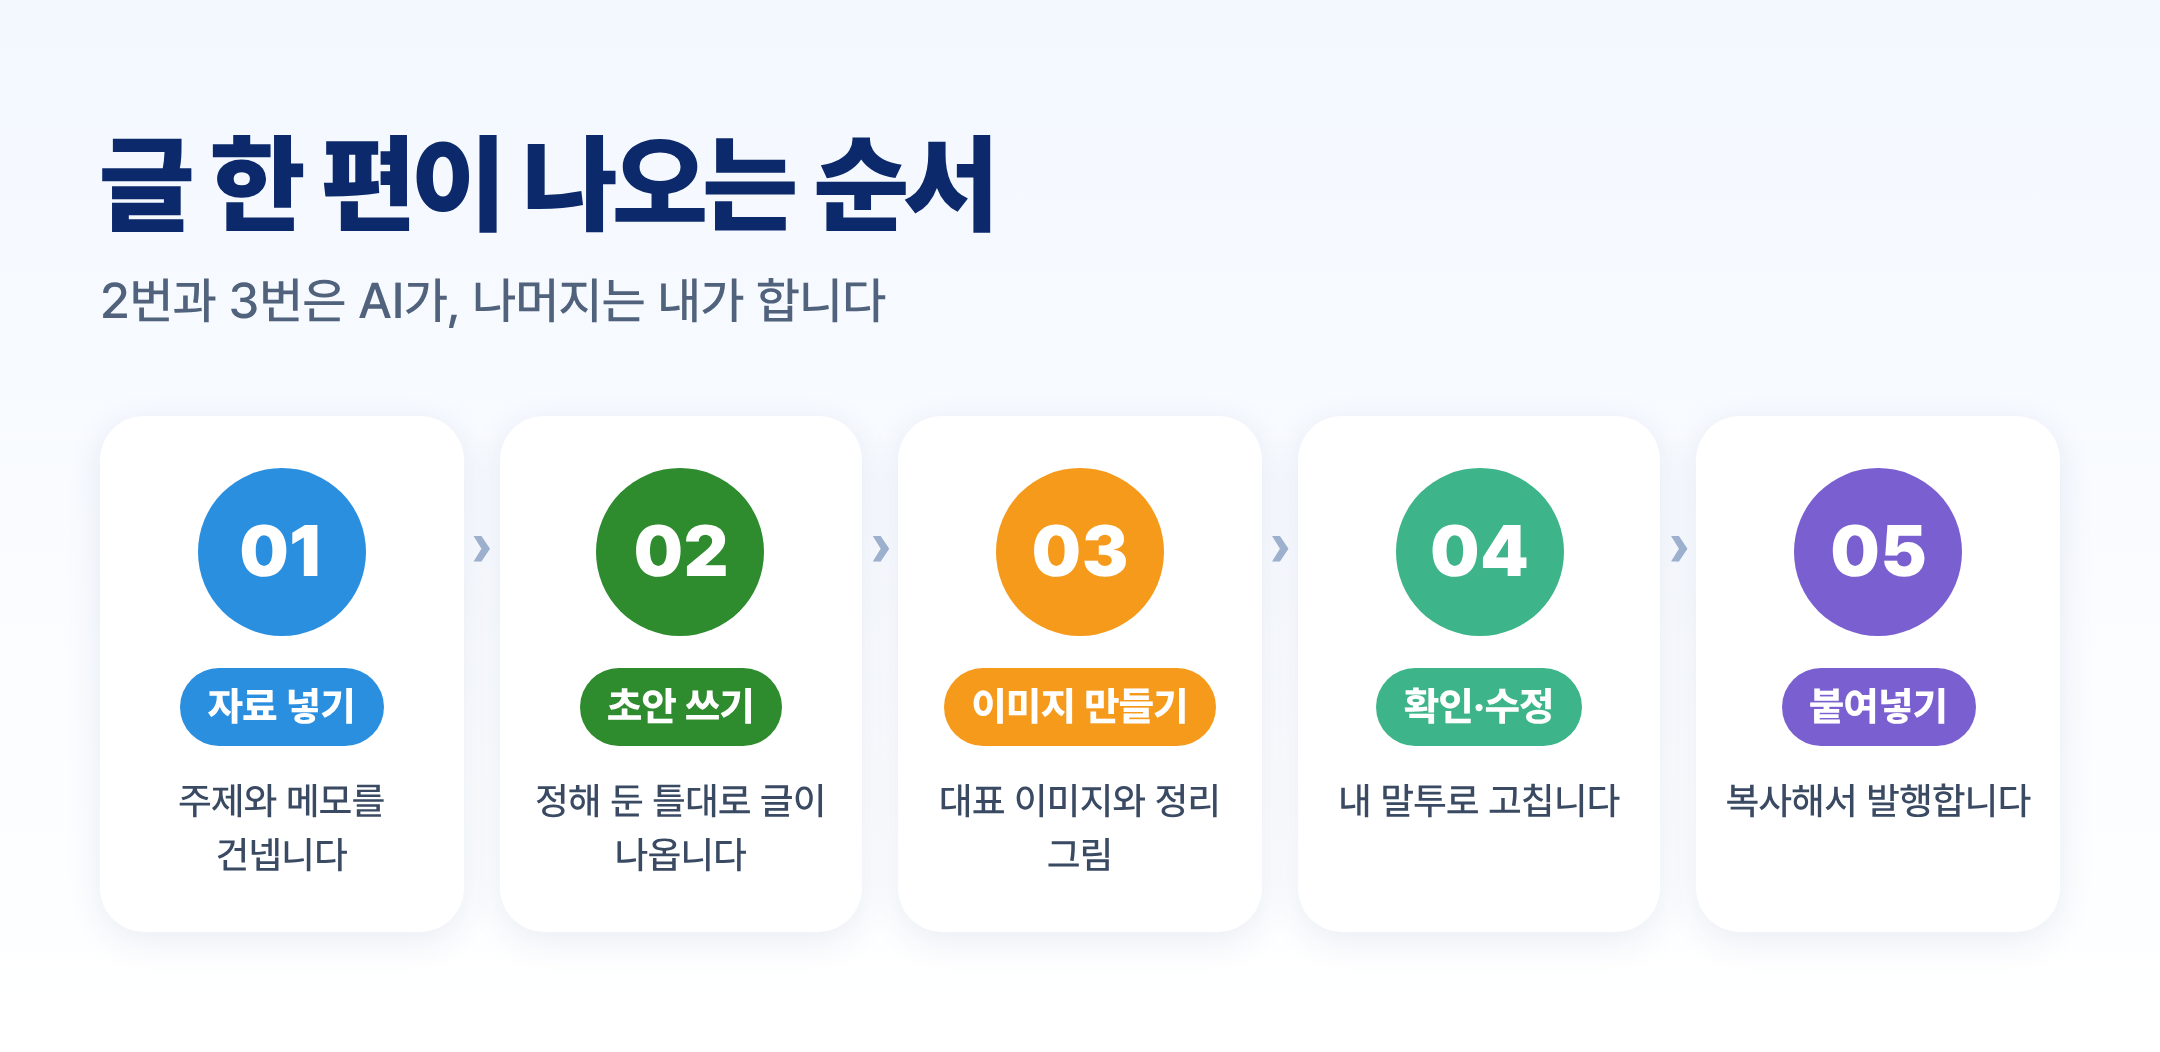 글 한 편이 나오는 순서
2번과 3번은 AI가, 나머지는 내가 합니다
01
자료 넣기
주제와 메모를
건넵니다
›
02
초안 쓰기
정해 둔 틀대로 글이
나옵니다
›
03
이미지 만들기
대표 이미지와 정리
그림
›
04
확인·수정
내 말투로 고칩니다
›
05
붙여넣기
복사해서 발행합니다